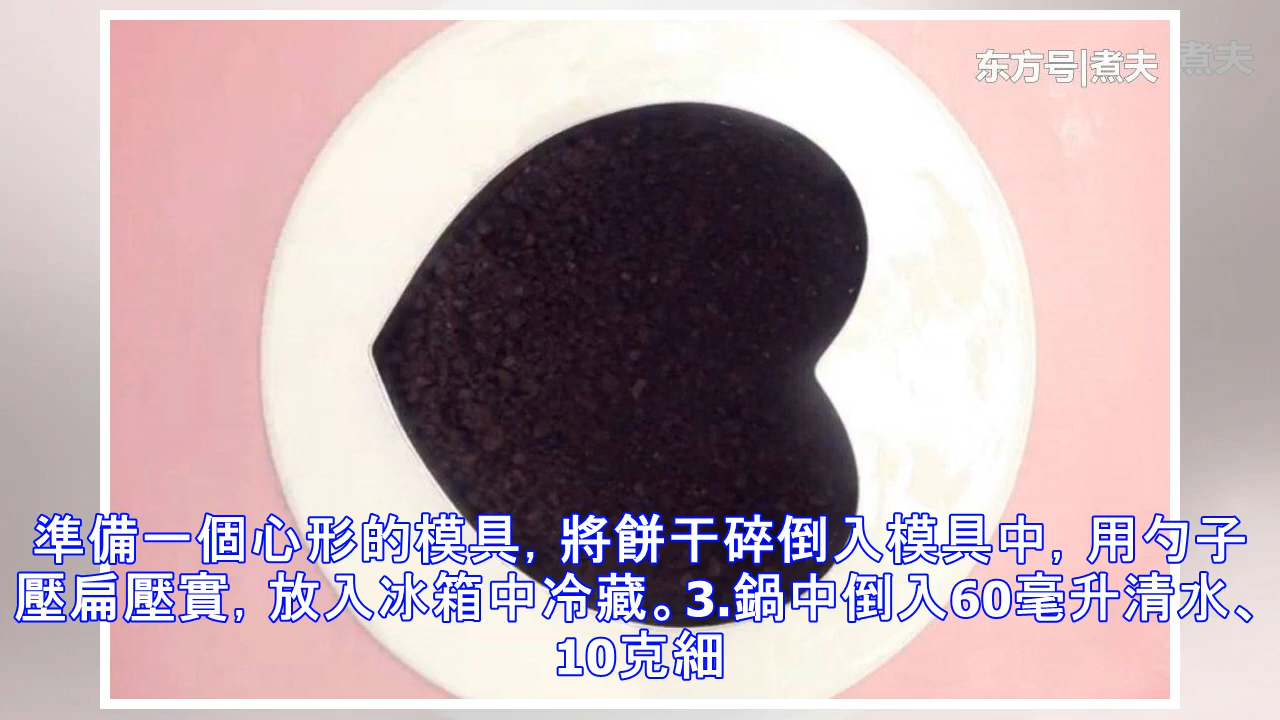 东方号|煮夫
煮夫
準備一個心形的模具, 將餅干碎倒入模具中, 用勺子
壓扁壓實, 放入冰箱中冷藏。3.鍋中倒入60毫升清水、
10克細